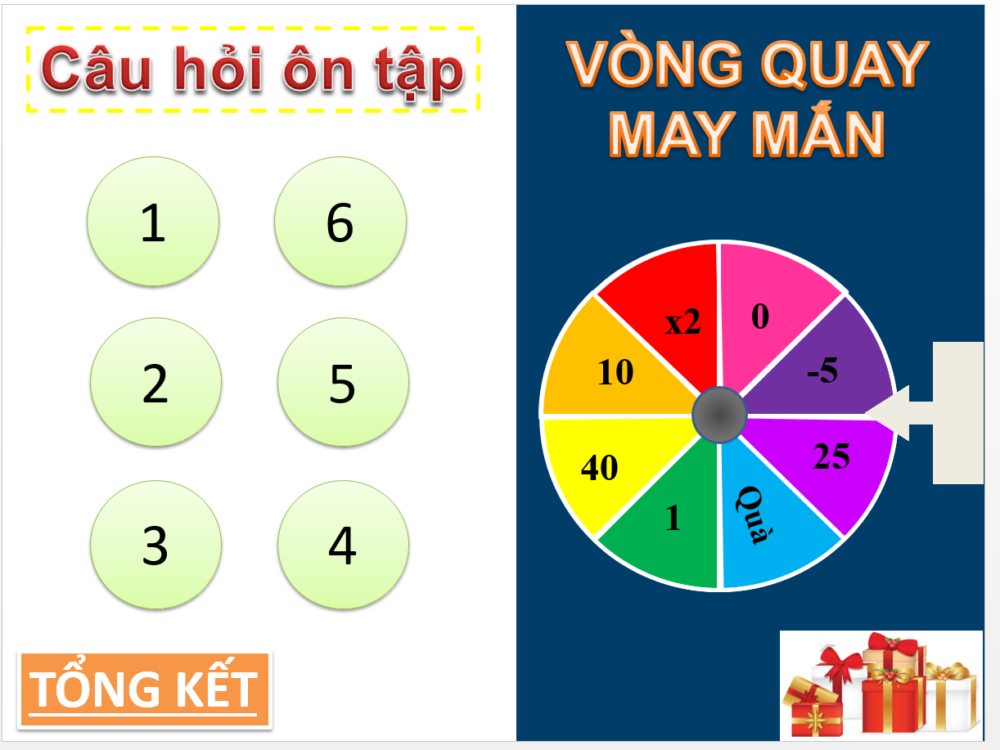 Câu hỏi ôn tập
1
6
2
5
3
4
TỔNG KẾT
VÒNG QUAY
MAY MẮN
x2
0
10
-5
40
25
1
Quà